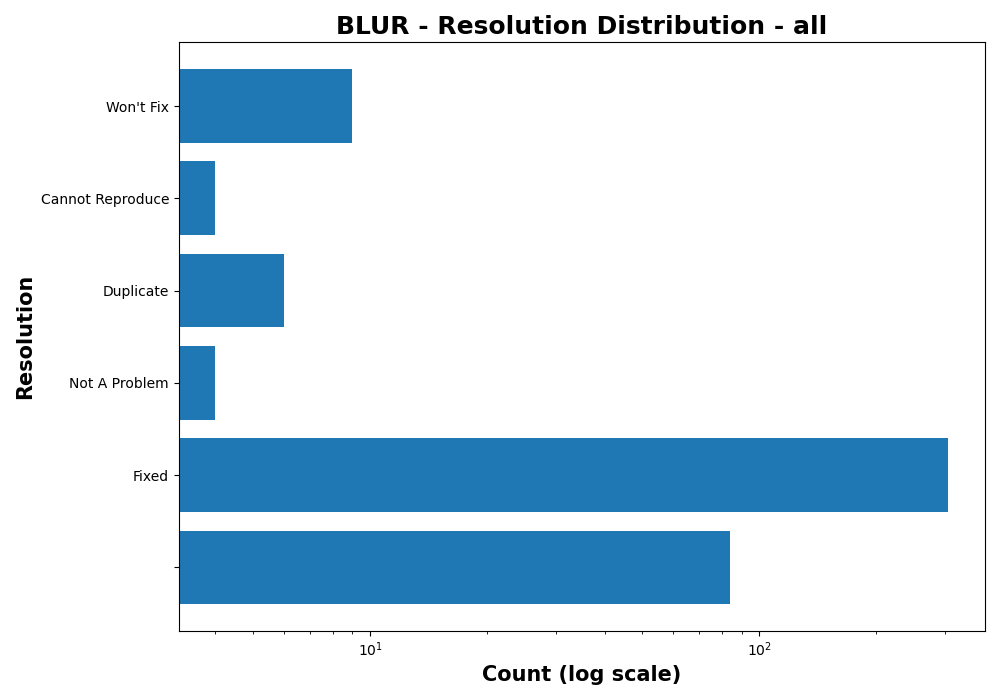 BLUR - Resolution Distribution - all
Won't Fix
Cannot Reproduce
Duplicate
Not A Problem
Fixed
Resolution
10¹
10²
Count (log scale)